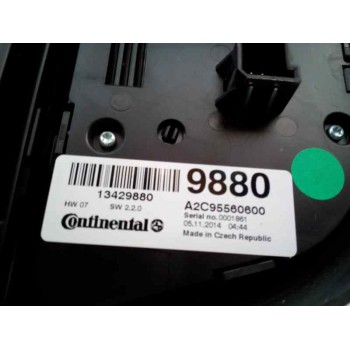 9880
13429880
A2C95560600
HW 07 SW 2.2.0
Serial no. 0001861
05.11.2014 04:44
Continental
Made in Czech Republic